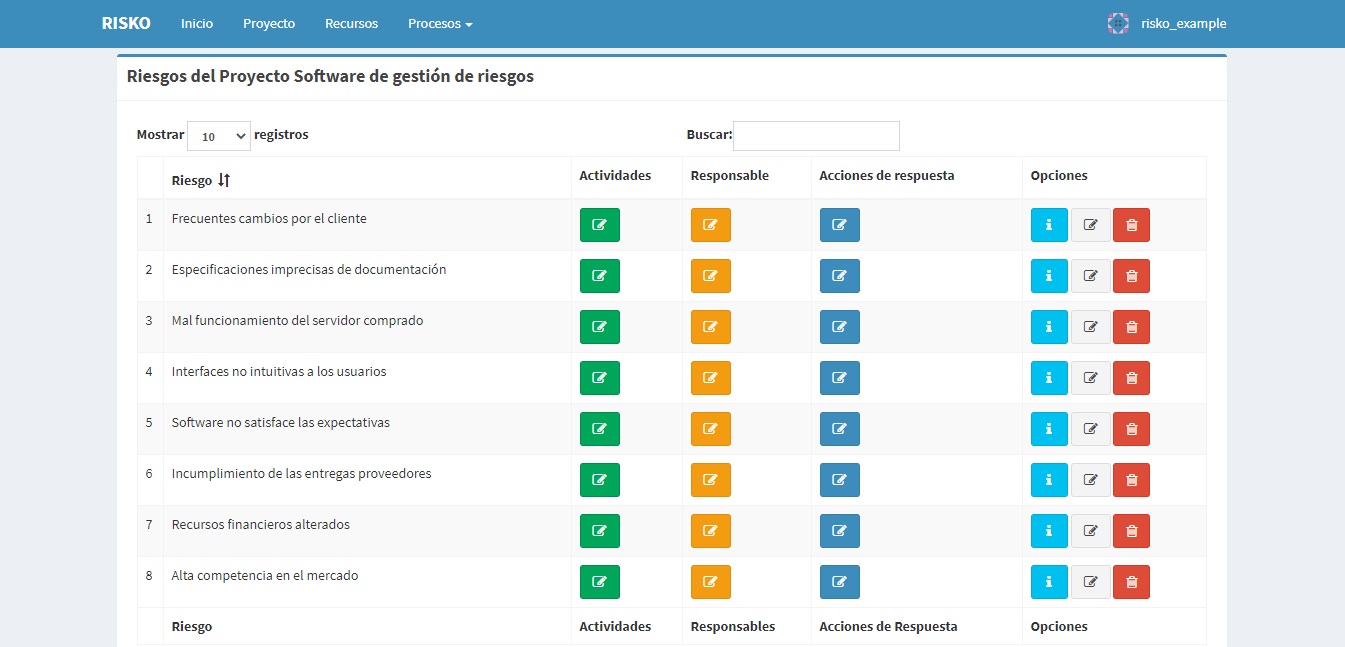 RISKO Inicio Proyecto Recursos Procesos risko_example
Riesgos del Proyecto Software de gestión de riesgos
Mostrar 10 registros Buscar:
Riesgo Actividades Responsable Acciones de respuesta Opciones
1 Frecuentes cambios por el cliente
2 Especificaciones imprecisas de documentación
3 Mal funcionamiento del servidor comprado
4 Interfaces no intuitivas a los usuarios
5 Software no satisface las expectativas
6 Incumplimiento de las entregas proveedores
7 Recursos financieros alterados
8 Alta competencia en el mercado
Riesgo Actividades Responsables Acciones de Respuesta Opciones